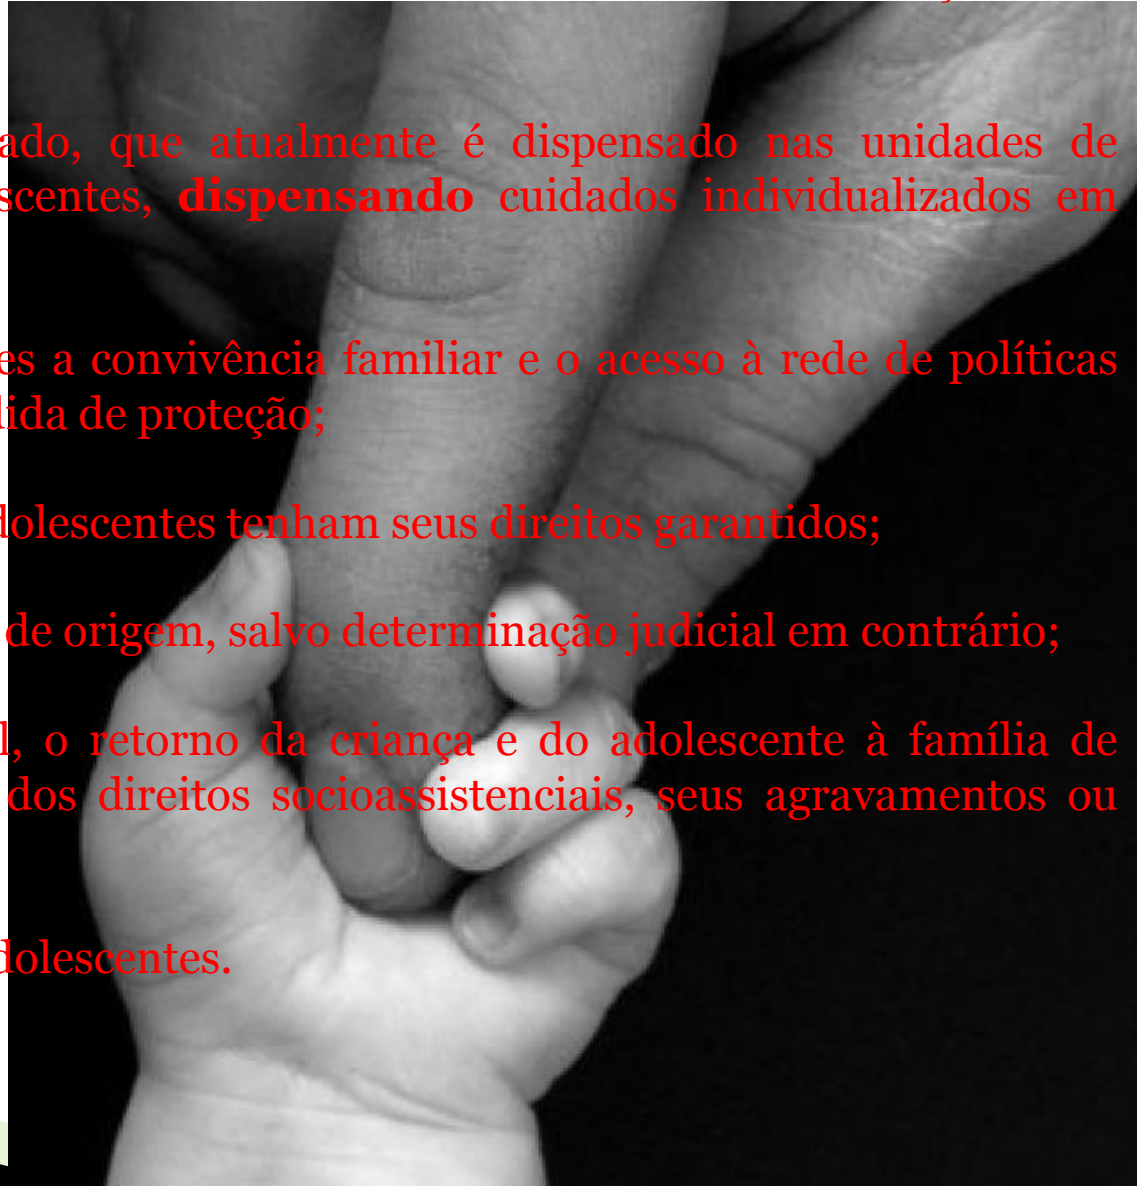 ado, que atualmente é dispensado nas unidades de
scentes, dispensando cuidados individualizados em
es a convivência familiar e o acesso à rede de políticas
dida de proteção;
dolescentes tenham seus direitos garantidos;
de origem, salvo determinação judicial em contrário;
l, o retorno da criança e do adolescente à família de
dos direitos socioassistenciais, seus agravamentos ou
dolescentes.